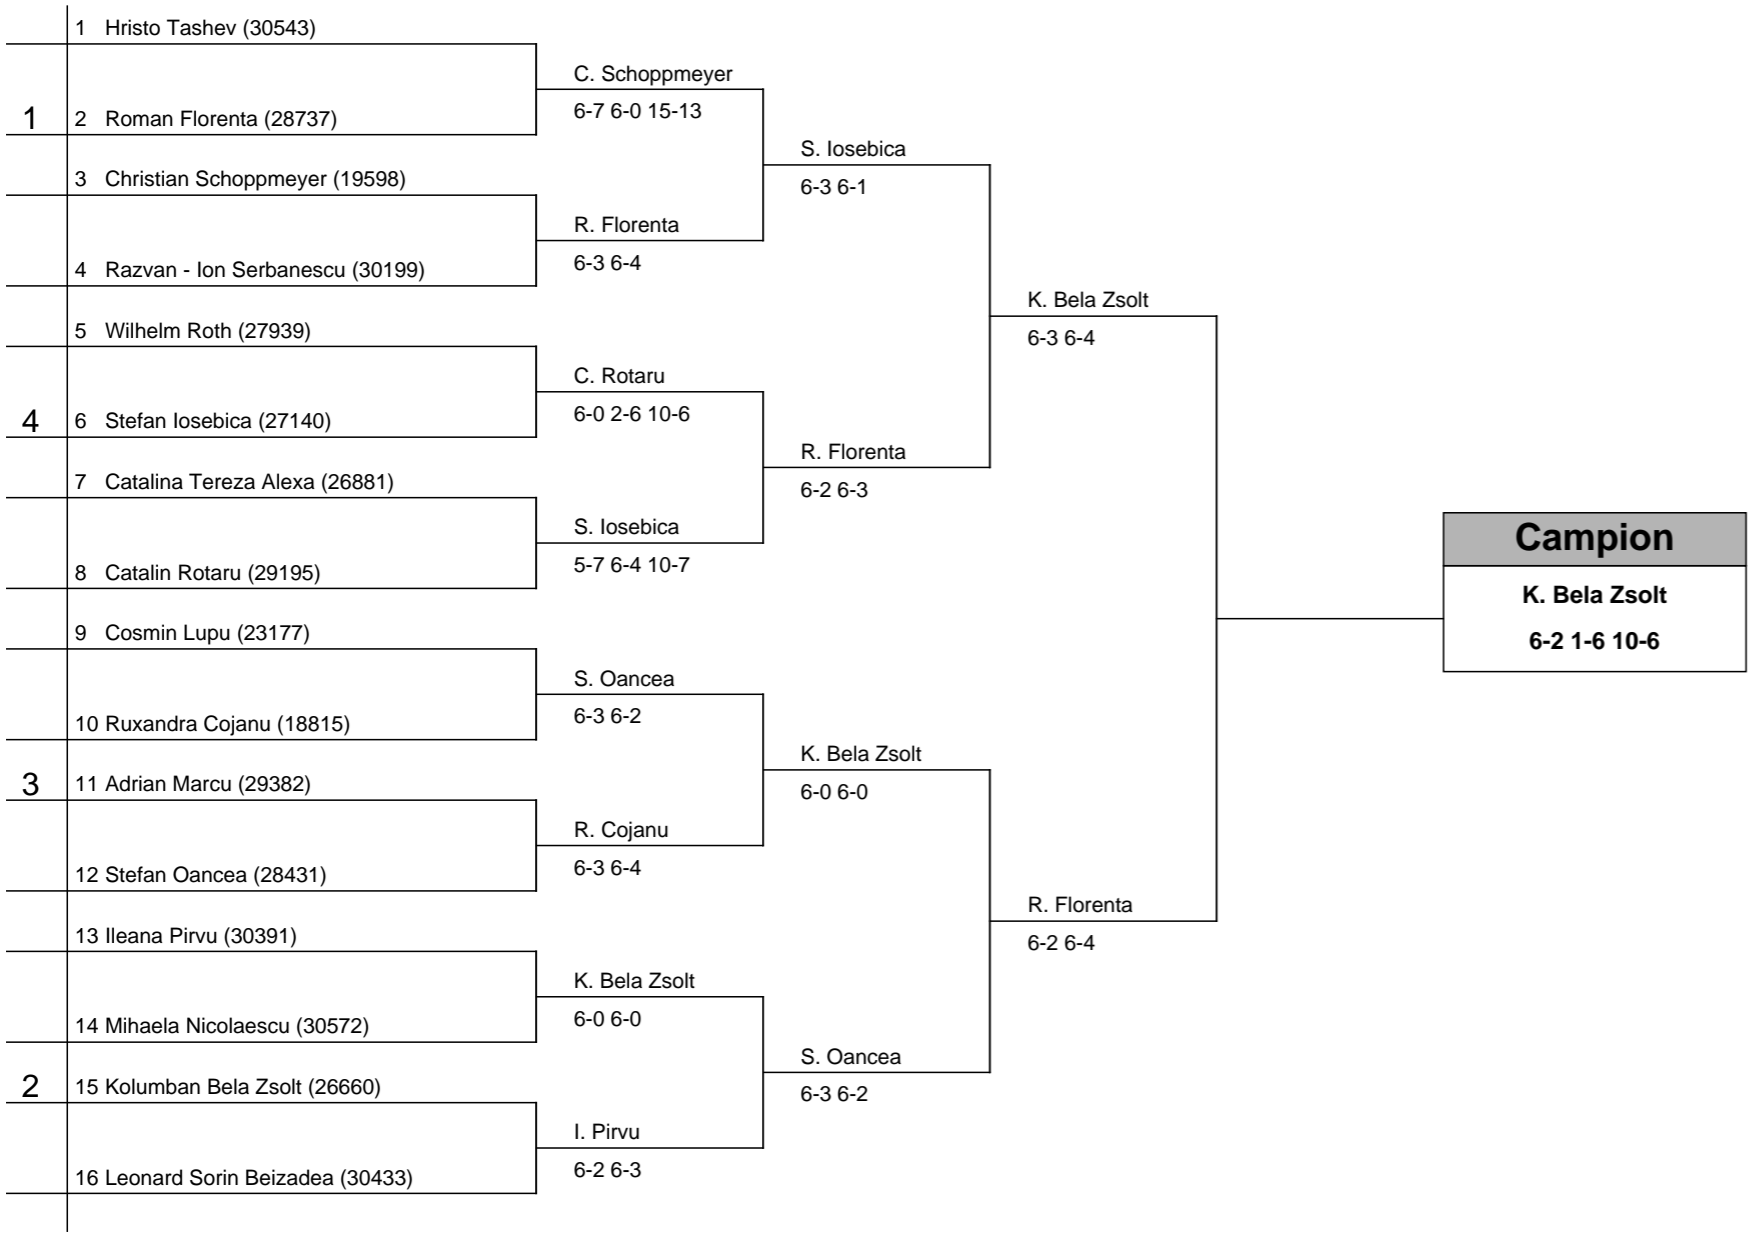 1 Hristo Tashev (30543)
C. Schoppmeyer
6-7 6-0 15-13
1 2 Roman Florenta (28737)
S. Iosebica
6-3 6-1
3 Christian Schoppmeyer (19598)
R. Florenta
6-3 6-4
4 Razvan - Ion Serbanescu (30199)
K. Bela Zsolt
6-3 6-4
5 Wilhelm Roth (27939)
C. Rotaru
6-0 2-6 10-6
4 6 Stefan Iosebica (27140)
R. Florenta
6-2 6-3
7 Catalina Tereza Alexa (26881)
S. Iosebica
5-7 6-4 10-7
8 Catalin Rotaru (29195)
Campion
K. Bela Zsolt
6-2 1-6 10-6
9 Cosmin Lupu (23177)
S. Oancea
6-3 6-2
10 Ruxandra Cojanu (18815)
K. Bela Zsolt
6-0 6-0
3 11 Adrian Marcu (29382)
R. Cojanu
6-3 6-4
12 Stefan Oancea (28431)
R. Florenta
6-2 6-4
13 Ileana Pirvu (30391)
K. Bela Zsolt
6-0 6-0
14 Mihaela Nicolaescu (30572)
S. Oancea
6-3 6-2
2 15 Kolumban Bela Zsolt (26660)
I. Pirvu
6-2 6-3
16 Leonard Sorin Beizadea (30433)